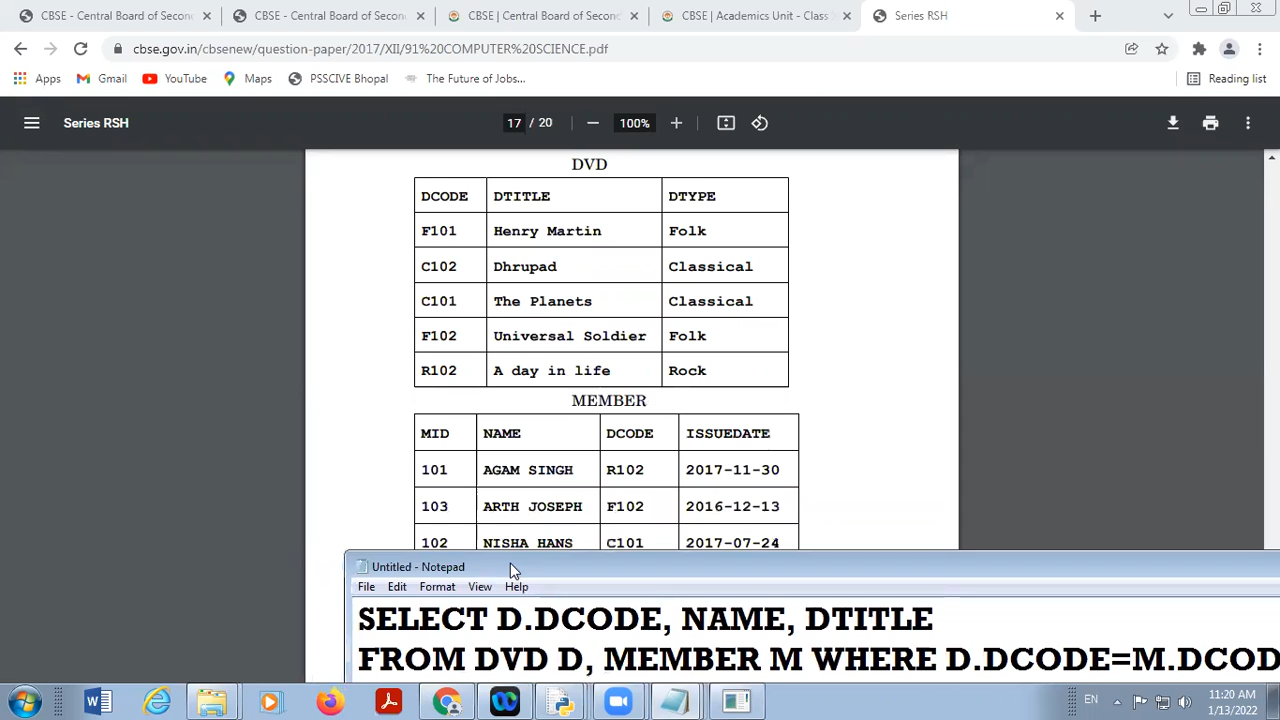 CBSE - Central Board of Secon
CBSE - Central Board of Secon
CBSE | Central Board of Secon
CBSE | Academics Unit - Class
Series RSH
cbse.gov.in/cbsenew/question-paper/2017/XII/91%20COMPUTER%20SCIENCE.pdf
Apps Gmail YouTube Maps PSSCIVE Bhopal The Future of Jobs... Reading list
Series RSH 17 / 20 100%
DVD
DCODE DTITLE DTYPE
F101 Henry Martin Folk
C102 Dhrupad Classical
C101 The Planets Classical
F102 Universal Soldier Folk
R102 A day in life Rock
MEMBER
MID NAME DCODE ISSUEDATE
101 AGAM SINGH R102 2017-11-30
103 ARTH JOSEPH F102 2016-12-13
102 NISHA HANS C101 2017-07-24
Untitled - Notepad
File Edit Format View Help
SELECT D.DCODE, NAME, DTITLE
FROM DVD D, MEMBER M WHERE D.DCODE=M.DCOD
EN 11:20 AM
1/13/2022